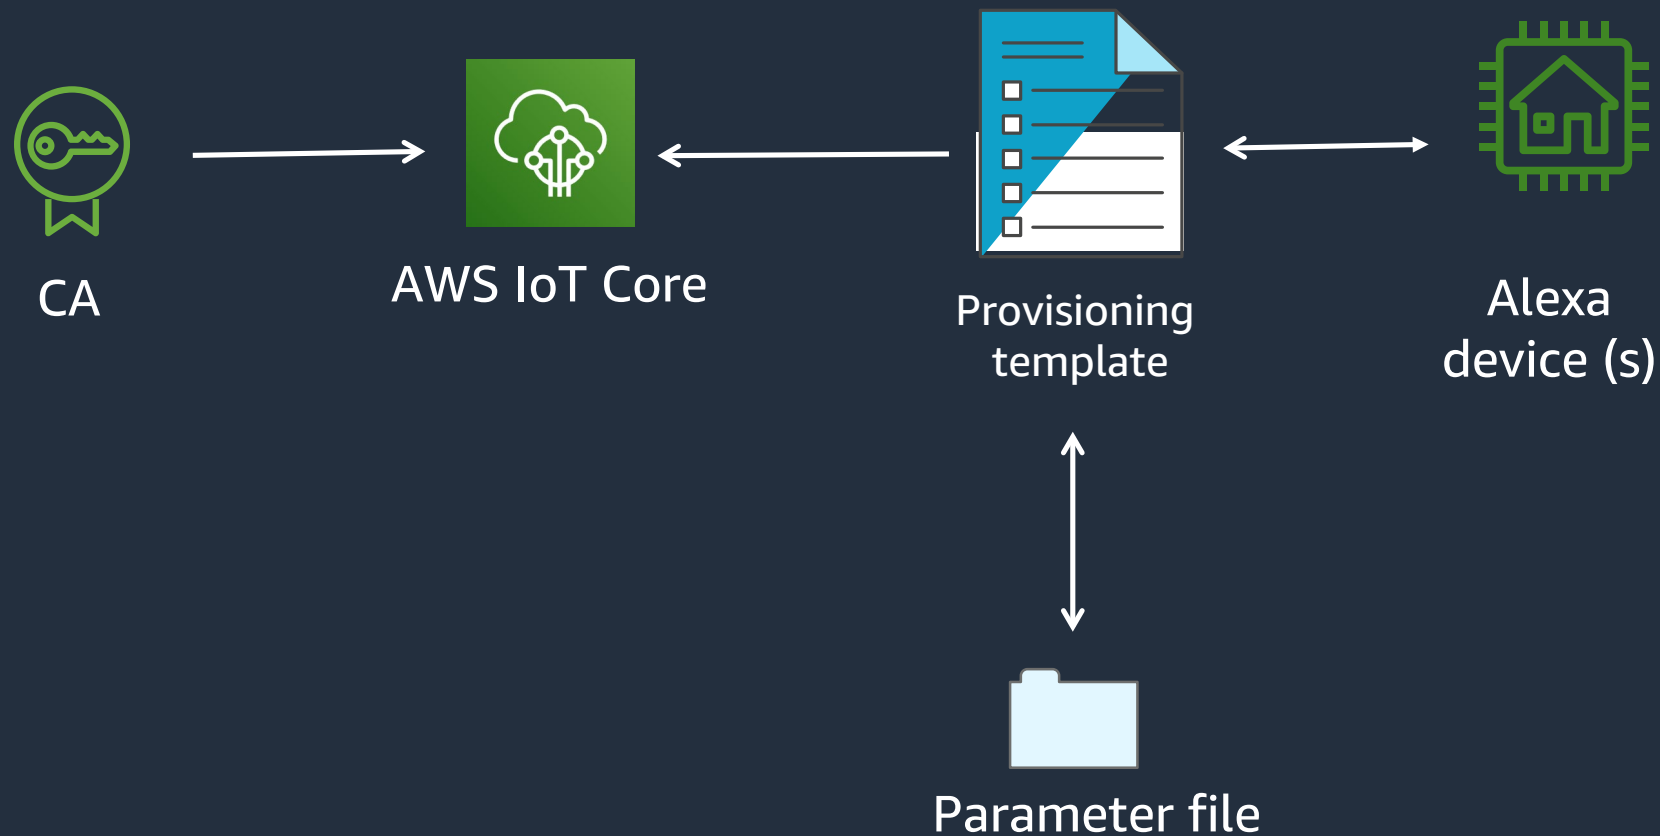 CA
AWS IoT Core
Provisioning
template
Alexa
device (s)
Parameter file